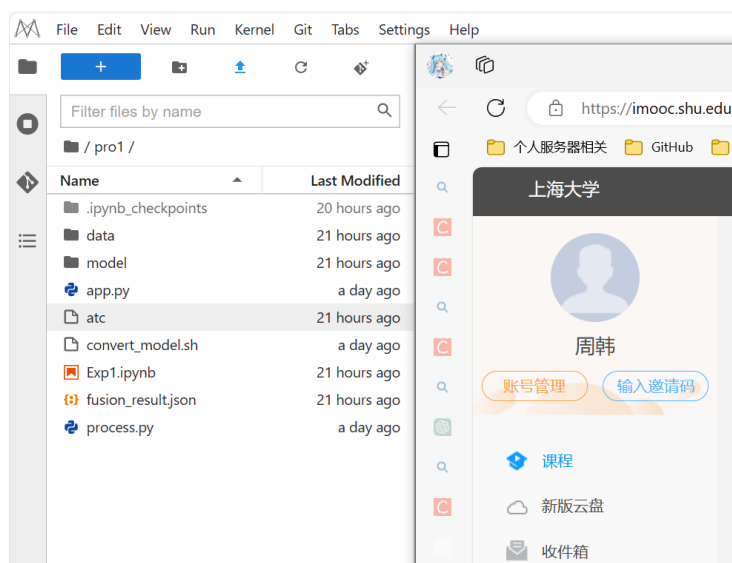 File Edit View Run Kernel Git Tabs Settings Help
+
Filter files by name
/ pro1 /
Name Last Modified
.ipynb_checkpoints 20 hours ago
data 21 hours ago
model 21 hours ago
app.py a day ago
atc 21 hours ago
convert_model.sh a day ago
Exp1.ipynb 21 hours ago
fusion_result.json 21 hours ago
process.py a day ago
https://imooc.shu.edu
个人服务器相关 GitHub
上海大学
周韩
账号管理 输入邀请码
课程
新版云盘
收件箱
C
C
C
C